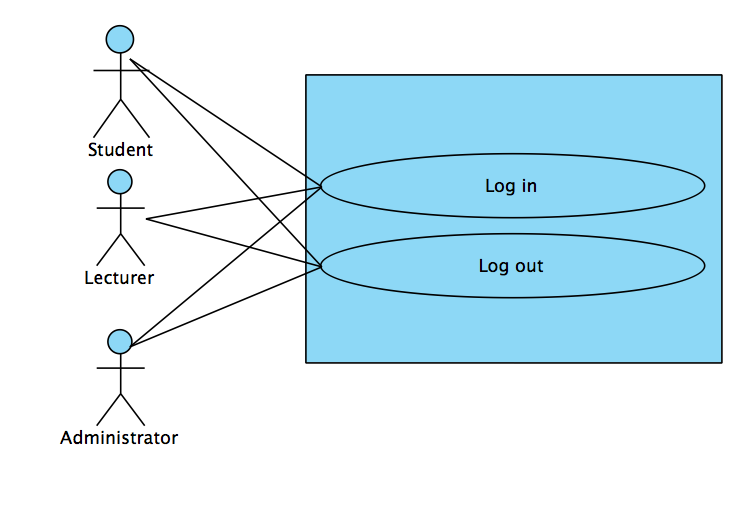 Student
Log in
Lecturer
Log out
Administrator